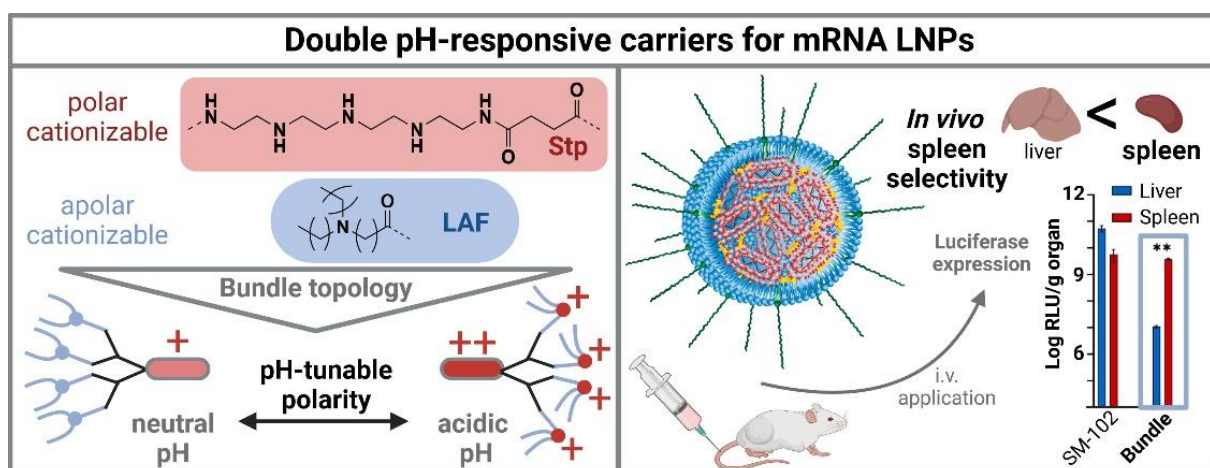 Double pH-responsive carriers for mRNA LNPs
polar
cationizable
H
N
N
H
H
N
N
H
H
N
O
O
Stp
apolar
cationizable
N
O
LAF
Bundle topology
+
neutral
pH
pH-tunable
polarity
++
acidic
pH
+
+
+
+
In vivo
spleen
selectivity
liver
<
spleen
Luciferase
expression
i.v.
application
Log RLU/g organ
12
9
6
Liver
Spleen
**
SM-102
Bundle